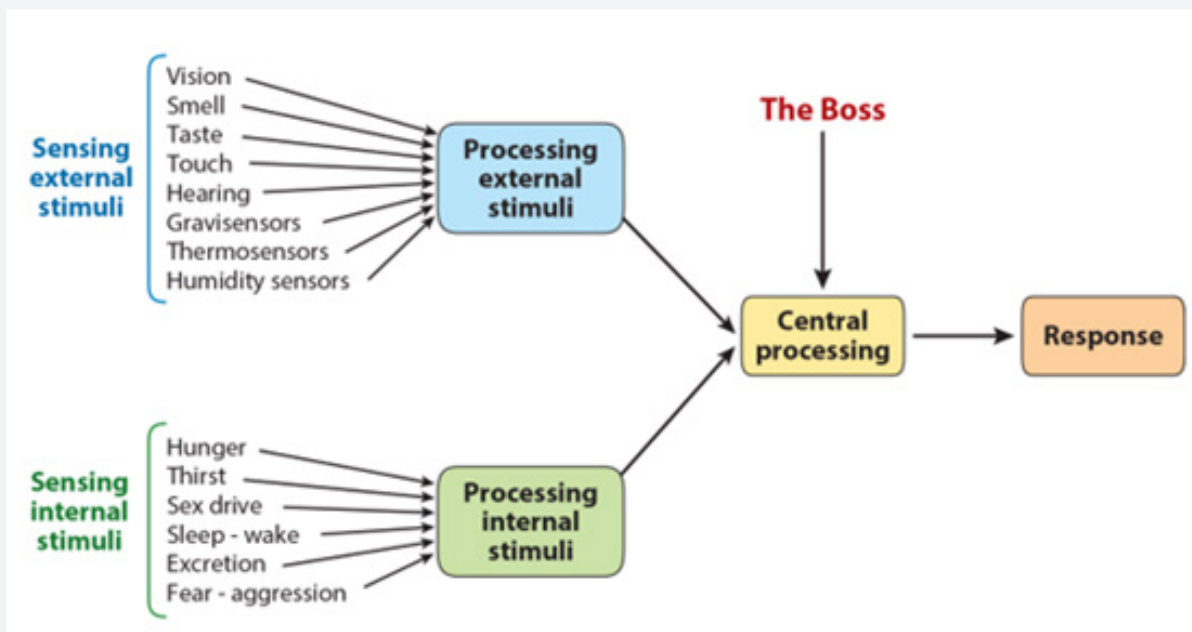 Sensing
external
stimuli
Vision
Smell
Taste
Touch
Hearing
Gravisensors
Thermosensors
Humidity sensors
Processing
external
stimuli
The Boss
Central
processing
Response
Sensing
internal
stimuli
Hunger
Thirst
Sex drive
Sleep - wake
Excretion
Fear - aggression
Processing
internal
stimuli